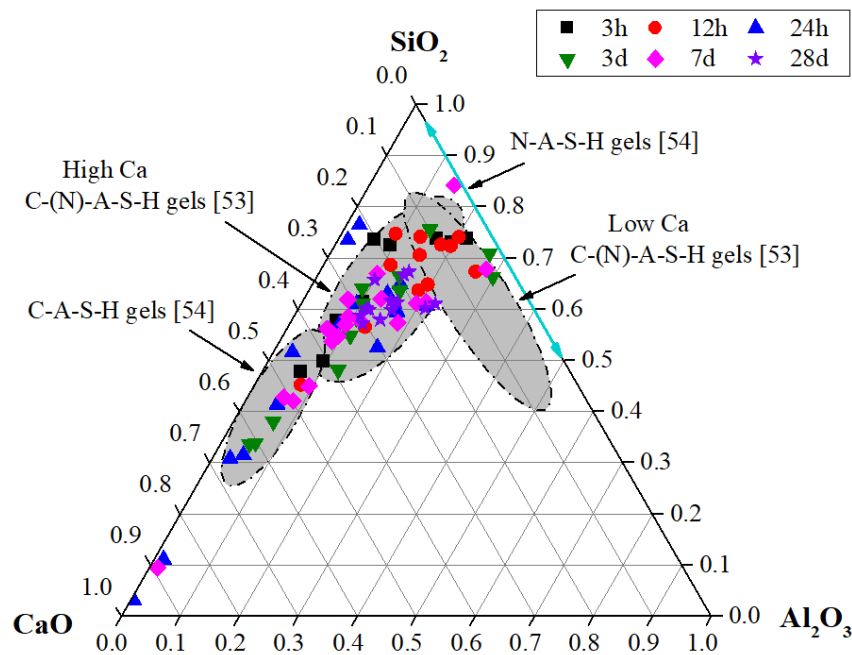 3h 12h 24h
3d 7d 28d
SiO2
0.0
1.0
0.1
0.9
N-A-S-H gels [54]
High Ca
C-(N)-A-S-H gels [53]
0.2
0.8
Low Ca
C-(N)-A-S-H gels [53]
0.3
0.7
0.4
0.6
C-A-S-H gels [54]
0.5
0.5
0.6
0.4
0.7
0.3
0.8
0.2
0.9
0.1
1.0
0.0
CaO
Al2O3
0.0 0.1 0.2 0.3 0.4 0.5 0.6 0.7 0.8 0.9 1.0